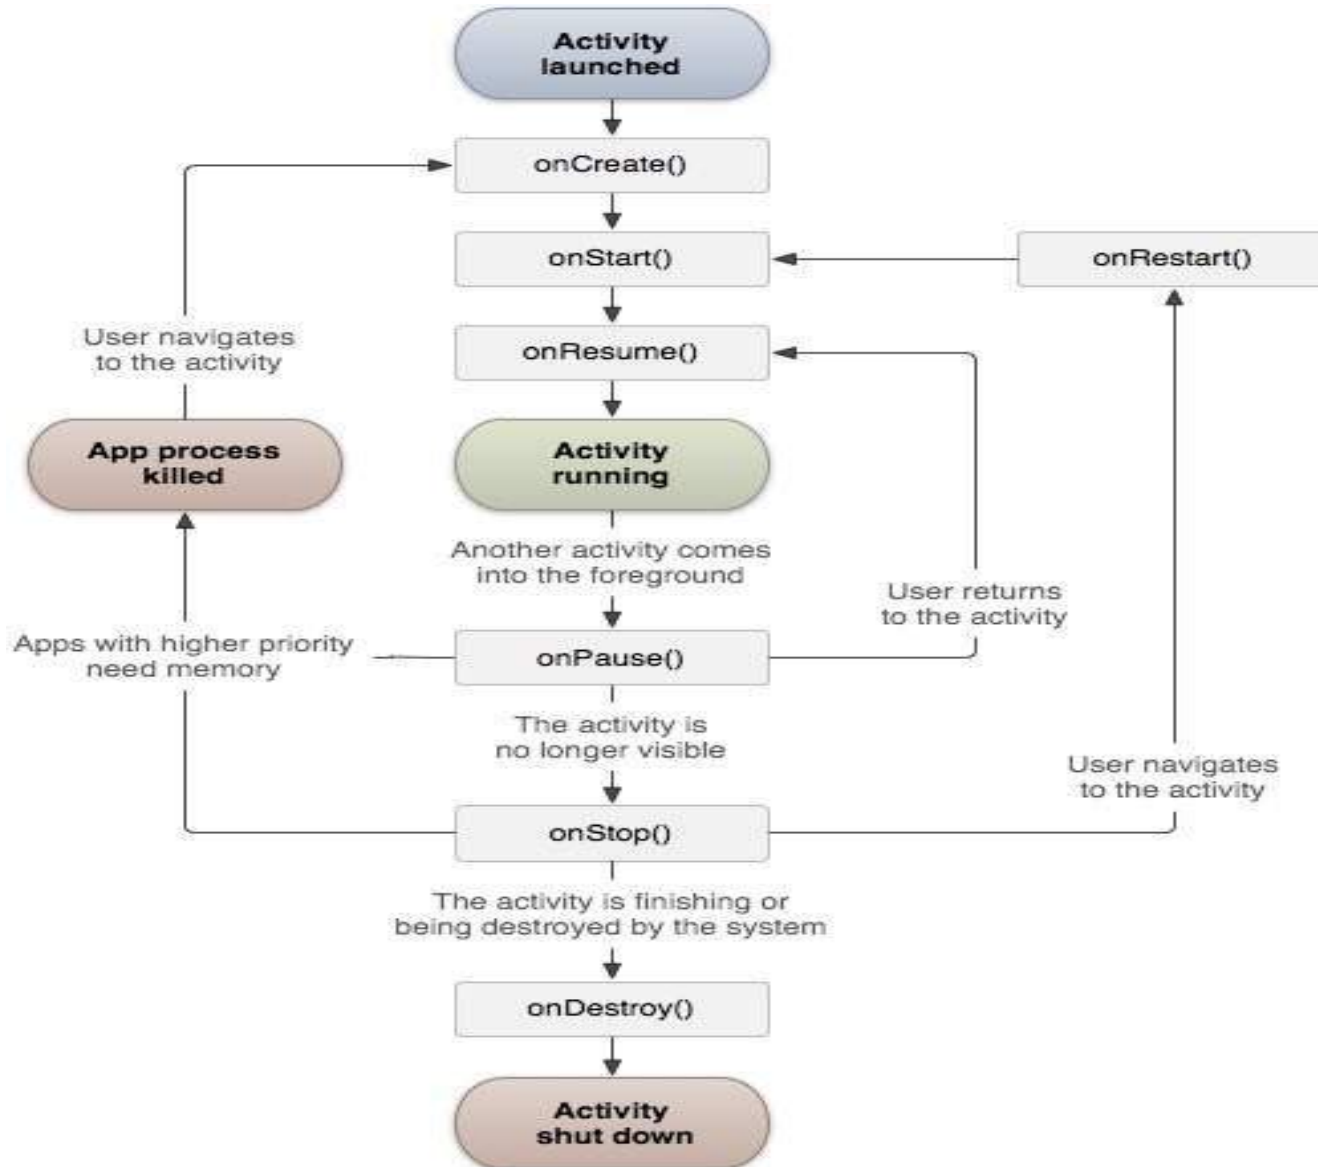 Activity
launched
onCreate()
onStart()
onRestart()
onResume()
User navigates
to the activity
App process
killed
Activity
running
Another activity comes
into the foreground
User returns
to the activity
Apps with higher priority
need memory
onPause()
The activity is
no longer visible
User navigates
to the activity
onStop()
The activity is finishing or
being destroyed by the system
onDestroy()
Activity
shut down